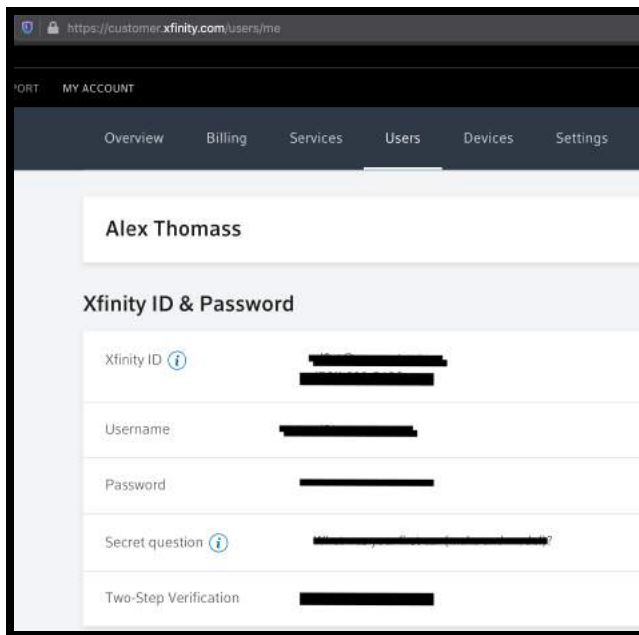 https://customer.xfinity.com/users/me
PORT MY ACCOUNT
Overview Billing Services Users Devices Settings
Alex Thomass
Xfinity ID & Password
Xfinity ID
Username
Password
Secret question
?
Two-Step Verification